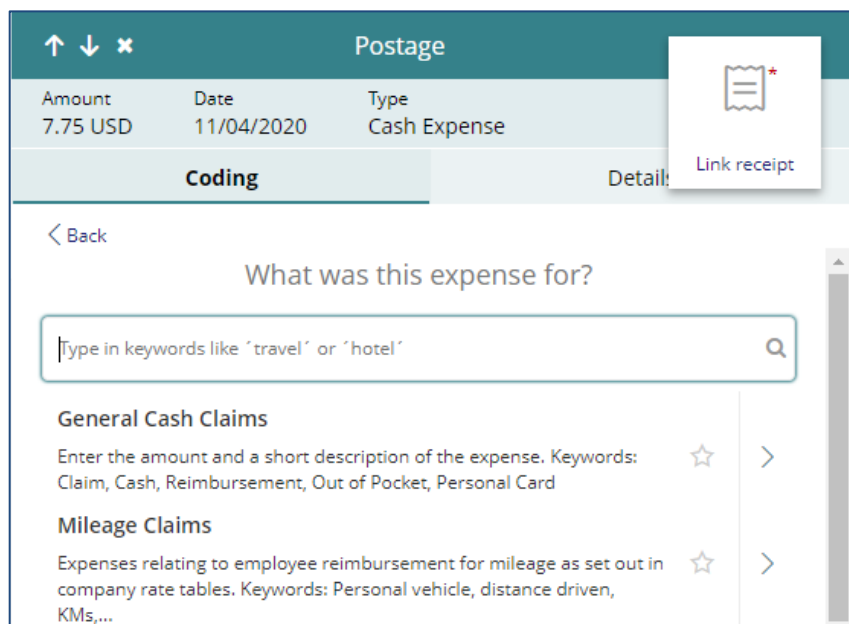 Postage
Amount Date Type
7.75 USD 11/04/2020 Cash Expense
*
Link receipt
Coding Details
Back
What was this expense for?
Type in keywords like ´travel´ or ´hotel´
General Cash Claims
Enter the amount and a short description of the expense. Keywords:
Claim, Cash, Reimbursement, Out of Pocket, Personal Card
Mileage Claims
Expenses relating to employee reimbursement for mileage as set out in
company rate tables. Keywords: Personal vehicle, distance driven,
KMs,...